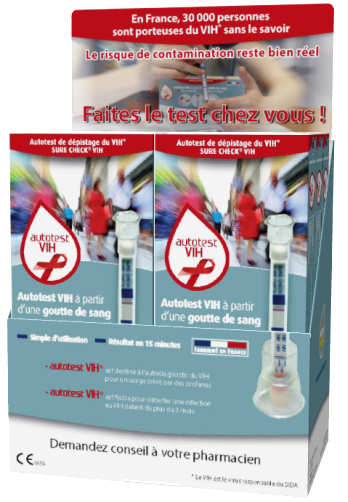 En France, 30 000 personnes
sont porteuses du VIH* sans le savoir
Le risque de contamination reste bien réel
Faites le test chez vous !
Autotest de dépistage du VIH*
SURE CHECK® VIH
autotest
VIH
Autotest VIH à partir
d'une goutte de sang
Autotest de dépistage du VIH*
SURE CHECK® VIH
autotest
VIH
Autotest VIH à partir
d'une goutte de sang
Simple d'utilisation
Résultat en 15 minutes
FABRIQUÉ EN FRANCE
• autotest VIH® est destiné à l'autodiagnostic du VIH
pour un usage privé par des profanes
• autotest VIH® est fiable pour détecter une infection
au VIH datant de plus de 3 mois
Demandez conseil à votre pharmacien
CE 0459
* Le VIH est le virus responsable du SIDA